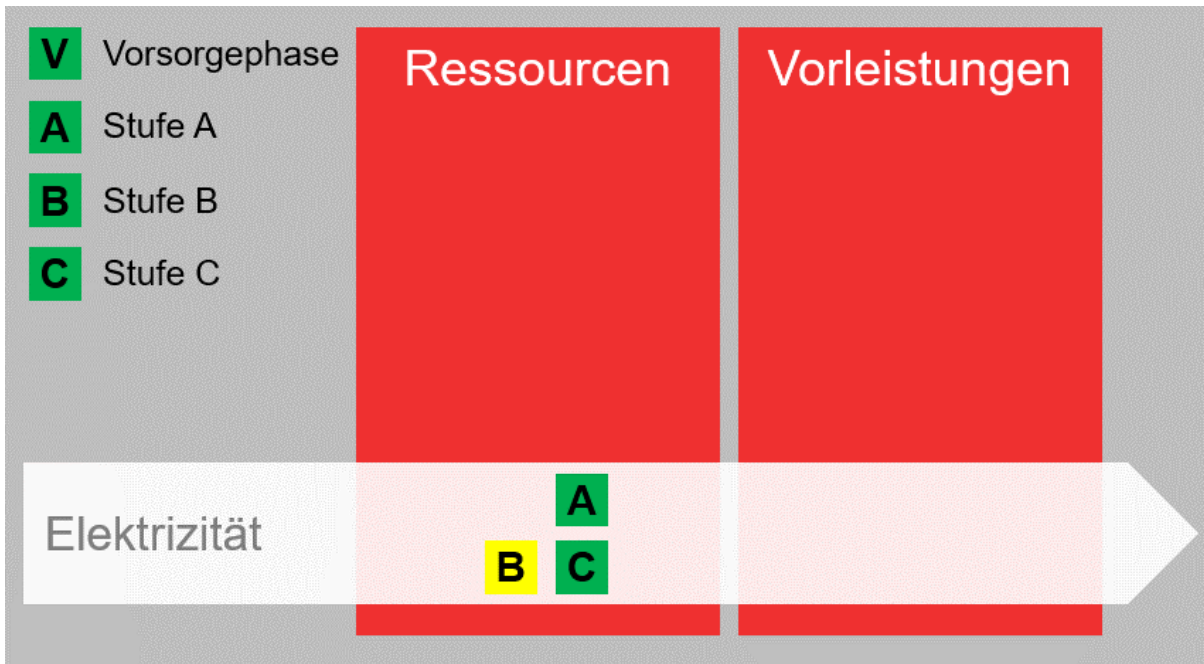 V Vorsorgephase
A Stufe A
B Stufe B
C Stufe C
Ressourcen
Vorleistungen
Elektrizität
A
B C